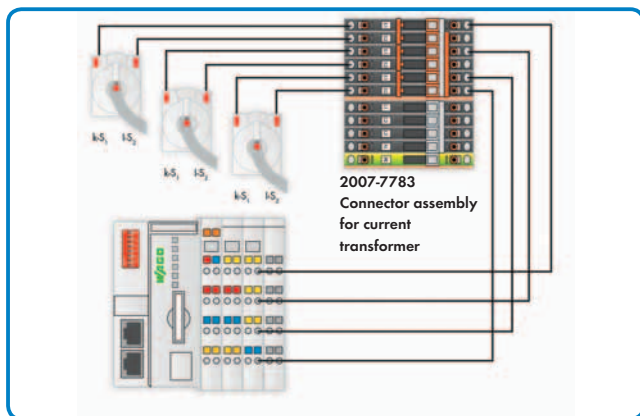 k-S₁ l-S₂
k-S₁ l-S₂
k-S₁ l-S₂
2007-7783
Connector assembly
for current
transformer
WAGO